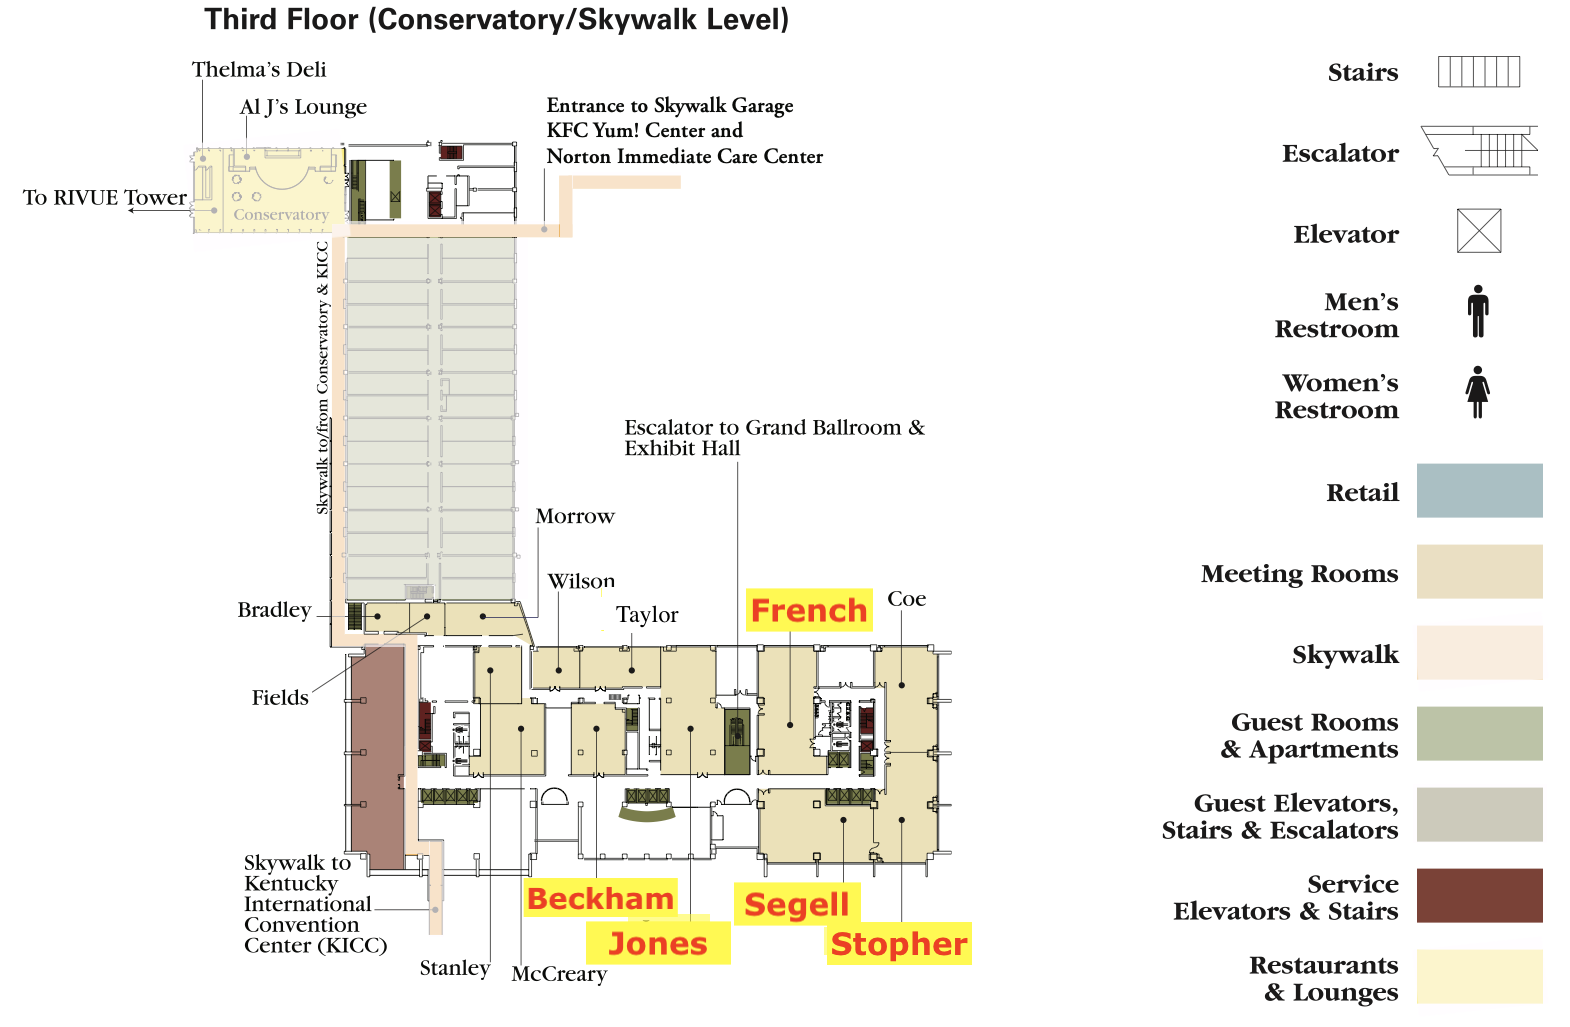 Third Floor (Conservatory/Skywalk Level)
Thelma's Deli
Al J's Lounge
Entrance to Skywalk Garage
KFC Yum! Center and
Norton Immediate Care Center
To RIVUE Tower
Conservatory
Skywalk to/from Conservatory & KICC
Escalator to Grand Ballroom &
Exhibit Hall
Morrow
Wilson
Taylor
French
Coe
Bradley
Fields
Skywalk to
Kentucky
International
Convention
Center (KICC)
Beckham
Segell
Jones
Stopher
Stanley
McCreary
Stairs
Escalator
Elevator
Men's
Restroom
Women's
Restroom
Retail
Meeting Rooms
Skywalk
Guest Rooms
& Apartments
Guest Elevators,
Stairs & Escalators
Service
Elevators & Stairs
Restaurants
& Lounges